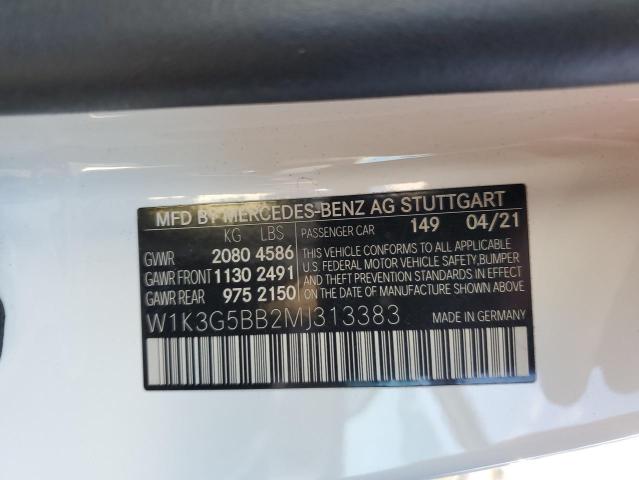 MFD BY MERCEDES-BENZ AG STUTTGART
KG LBS PASSENGER CAR 149 04/21
GVWR 2080 4586
GAWR FRONT 1130 2491
GAWR REAR 975 2150
THIS VEHICLE CONFORMS TO ALL APPLICABLE
U.S. FEDERAL MOTOR VEHICLE SAFETY,BUMPER
AND THEFT PREVENTION STANDARDS IN EFFECT
ON THE DATE OF MANUFACTURE SHOWN ABOVE
W1K3G5BB2MJ313383 MADE IN GERMANY